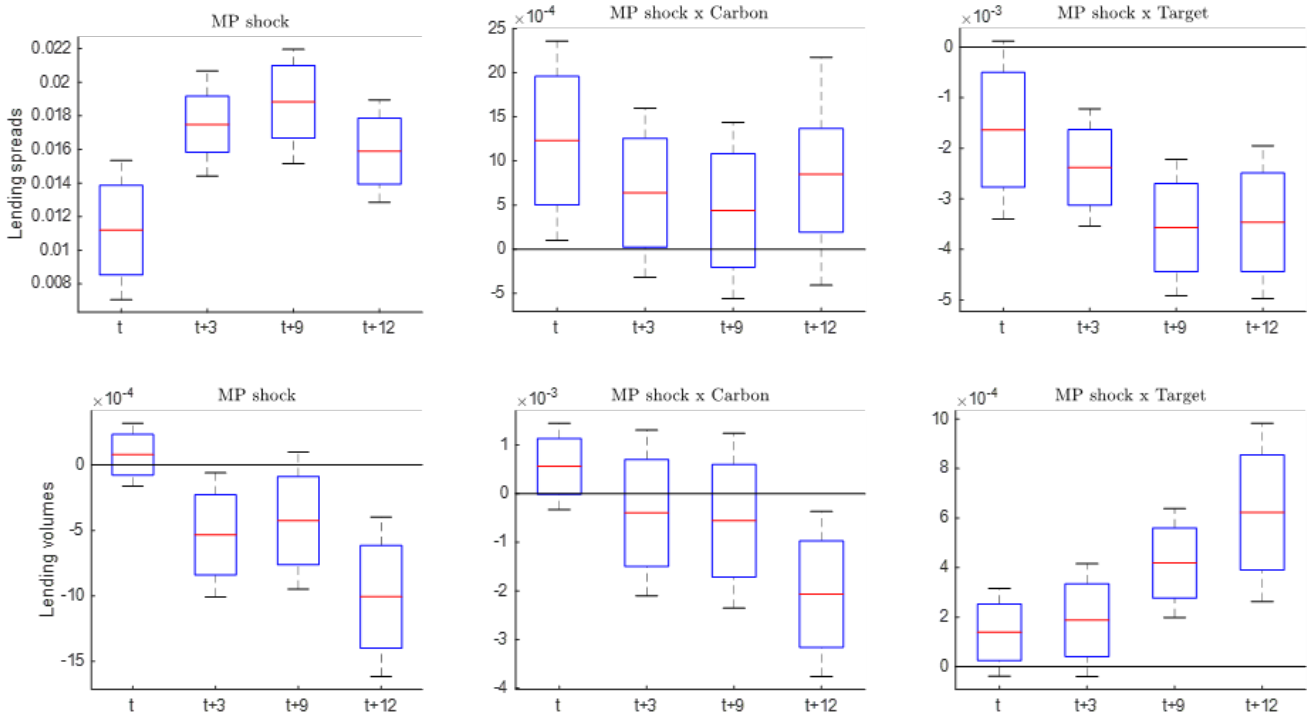 MP shock
0.022
0.02
0.018
0.016
0.014
0.012
0.01
0.008
Lending spreads
t t+3 t+9 t+12
×10⁻⁴ MP shock x Carbon
25
20
15
10
5
0
-5
t t+3 t+9 t+12
×10⁻³ MP shock x Target
0
-1
-2
-3
-4
-5
t t+3 t+9 t+12
×10⁻⁴ MP shock
0
-5
-10
-15
Lending volumes
t t+3 t+9 t+12
×10⁻³ MP shock x Carbon
1
0
-1
-2
-3
-4
t t+3 t+9 t+12
×10⁻⁴ MP shock x Target
10
8
6
4
2
0
t t+3 t+9 t+12